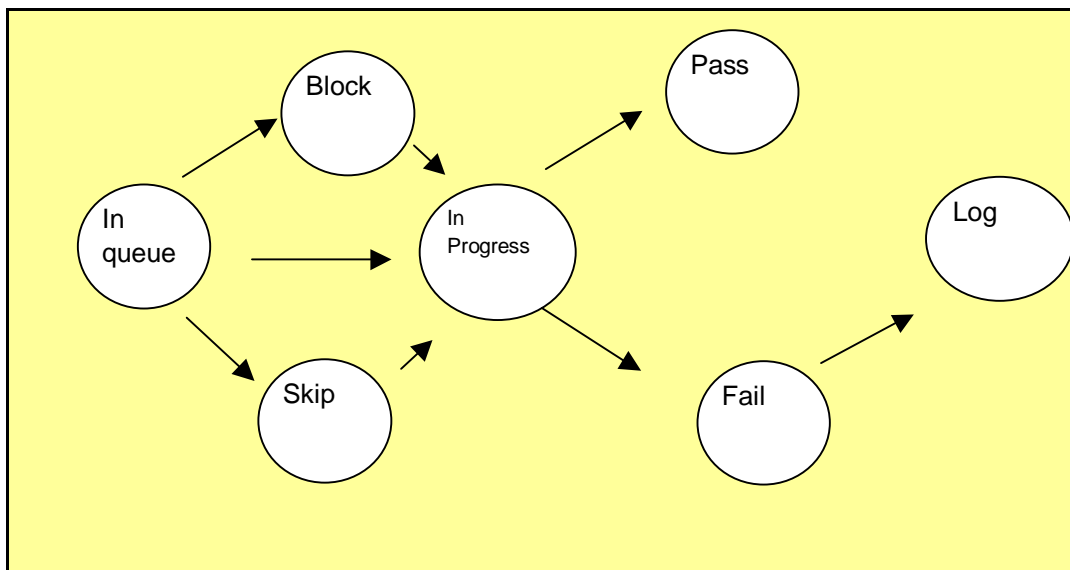 Block
Pass
In
queue
In
Progress
Log
Skip
Fail